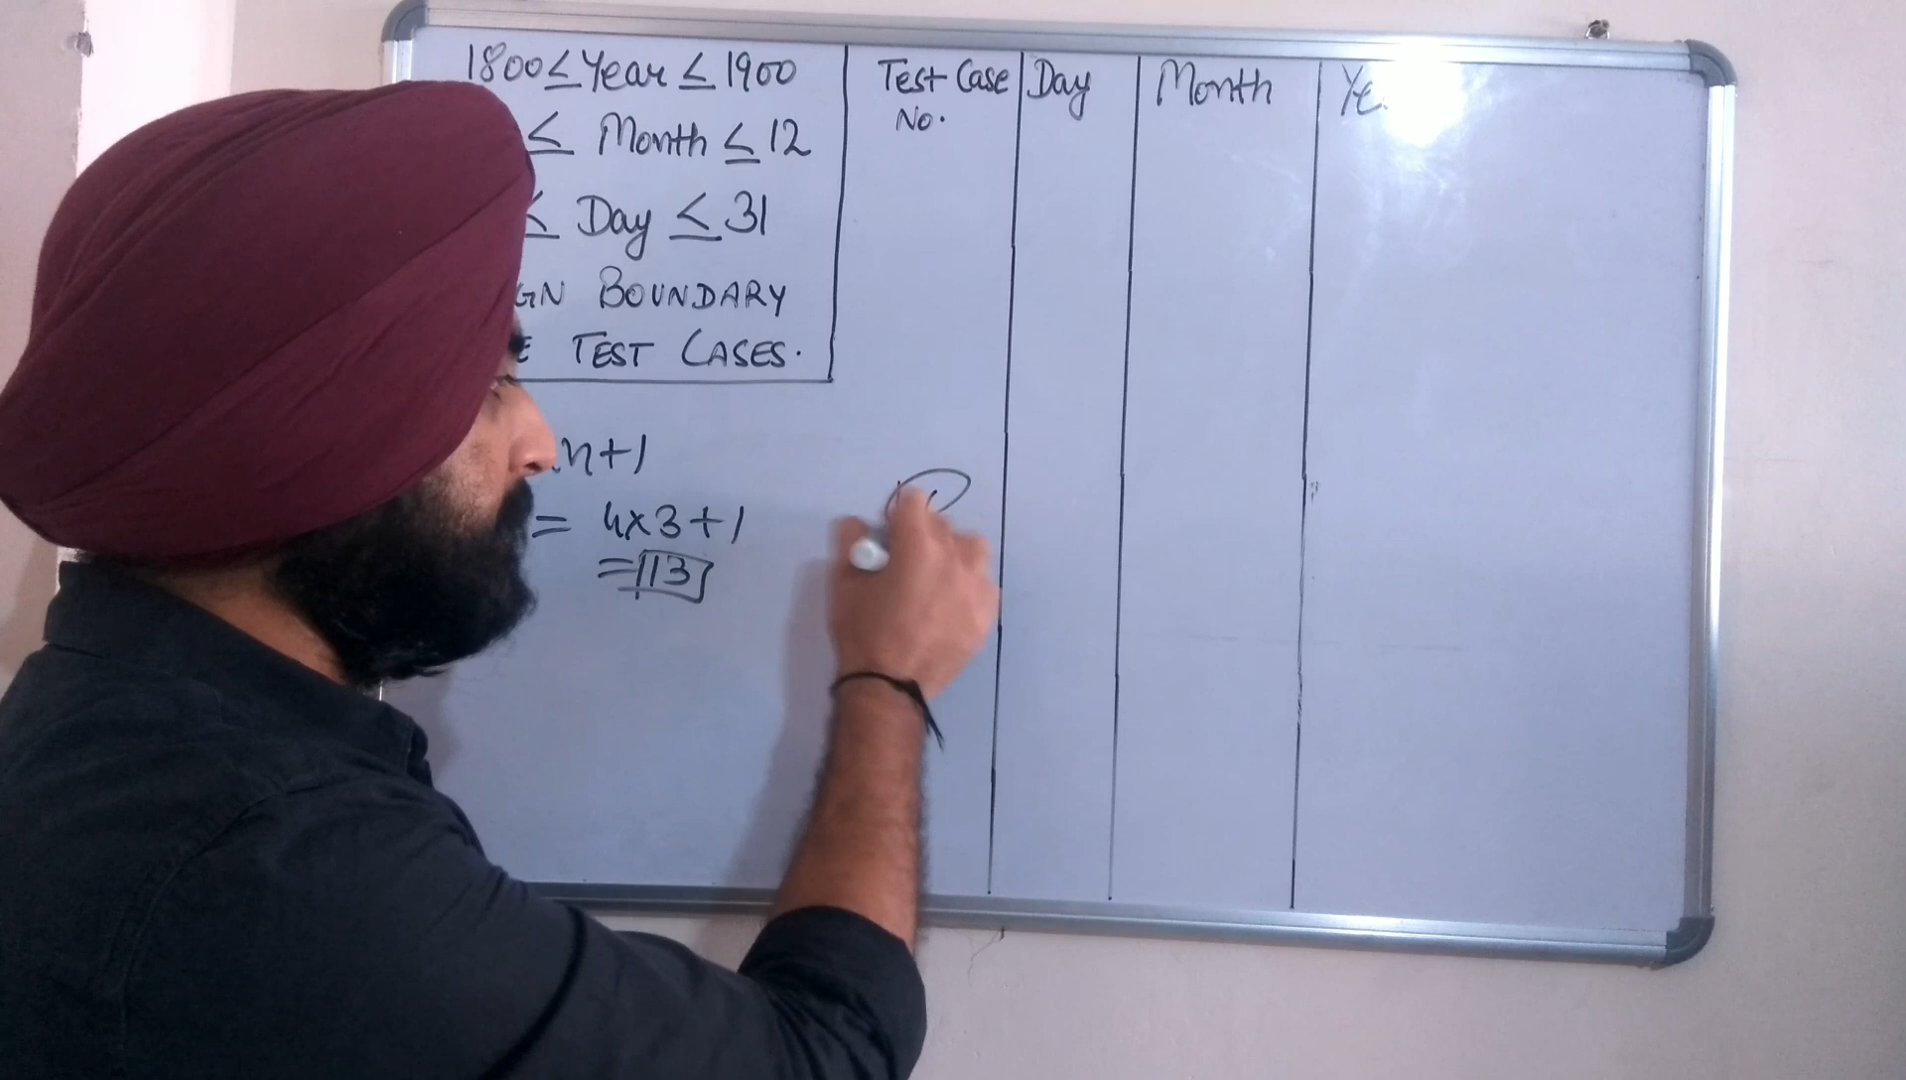 1800≤Year≤1900
≤ Month ≤12
≤ Day ≤31
GN BOUNDARY
E TEST CASES.
n+1
= 4x3+1
=13
Test Case No.
Day
Month
Ye